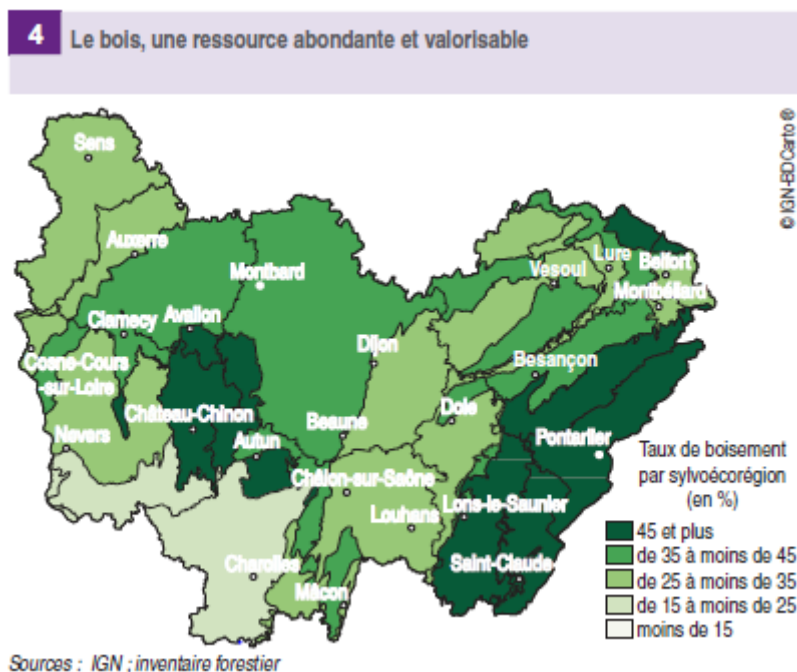 4 Le bois, une ressource abondante et valorisable
© IGN-BDCarto ®
Sens
Auxerre
Montbard
Vesoul
Lure
Belfort
Montbéliard
Clamecy
Avallon
Cosne-Cours
-sur-Loire
Dijon
Besançon
Château-Chinon
Beaune
Dole
Nevers
Autun
Pontarlier
Châlon-sur-Saône
Lons-le-Saunier
Louhans
Charolles
Saint-Claude
Mâcon
Taux de boisement
par sylvoécorégion
(en %)
45 et plus
de 35 à moins de 45
de 25 à moins de 35
de 15 à moins de 25
moins de 15
Sources : IGN ; inventaire forestier